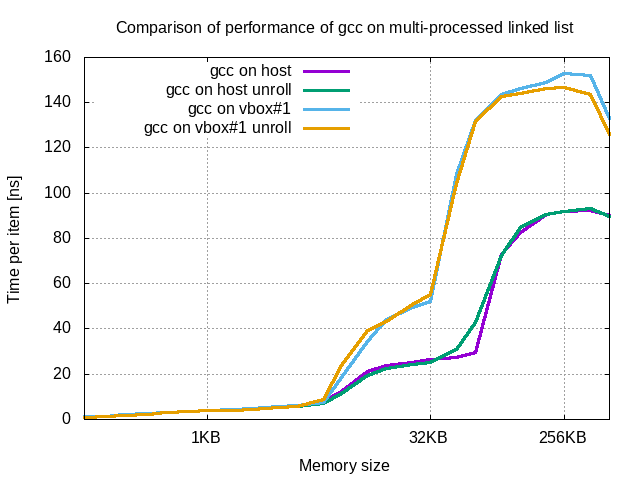 Comparison of performance of gcc on multi-processed linked list
gcc on host
gcc on host unroll
gcc on vbox#1
gcc on vbox#1 unroll
160
140
120
100
80
60
40
20
0
Time per item [ns]
1KB
32KB
256KB
Memory size